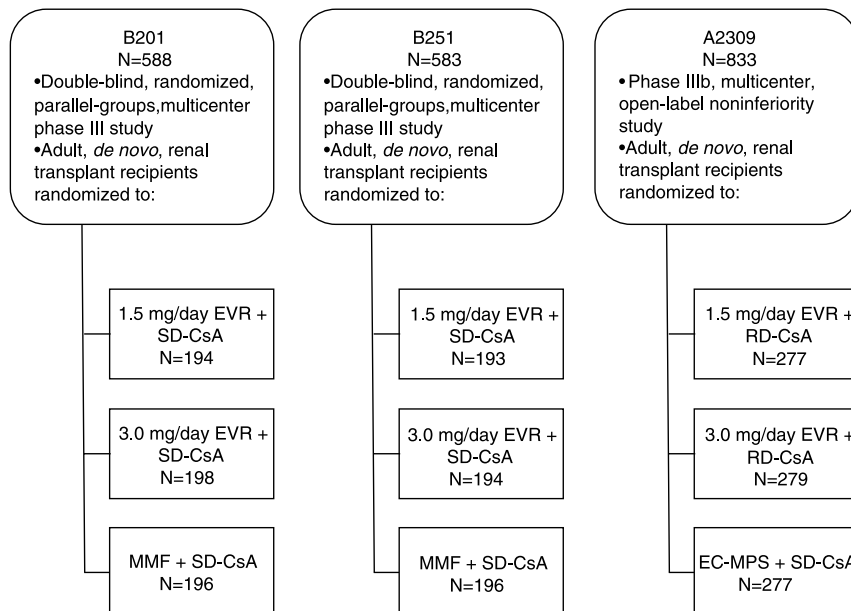 B201
N=588
•Double-blind, randomized,
parallel-groups,multicenter
phase III study
•Adult, de novo, renal
transplant recipients
randomized to:
1.5 mg/day EVR +
SD-CsA
N=194
3.0 mg/day EVR +
SD-CsA
N=198
MMF + SD-CsA
N=196
B251
N=583
•Double-blind, randomized,
parallel-groups,multicenter
phase III study
•Adult, de novo, renal
transplant recipients
randomized to:
1.5 mg/day EVR +
SD-CsA
N=193
3.0 mg/day EVR +
SD-CsA
N=194
MMF + SD-CsA
N=196
A2309
N=833
• Phase IIIb, multicenter,
open-label noninferiority
study
• Adult, de novo, renal
transplant recipients
randomized to:
1.5 mg/day EVR +
RD-CsA
N=277
3.0 mg/day EVR +
RD-CsA
N=279
EC-MPS + SD-CsA
N=277